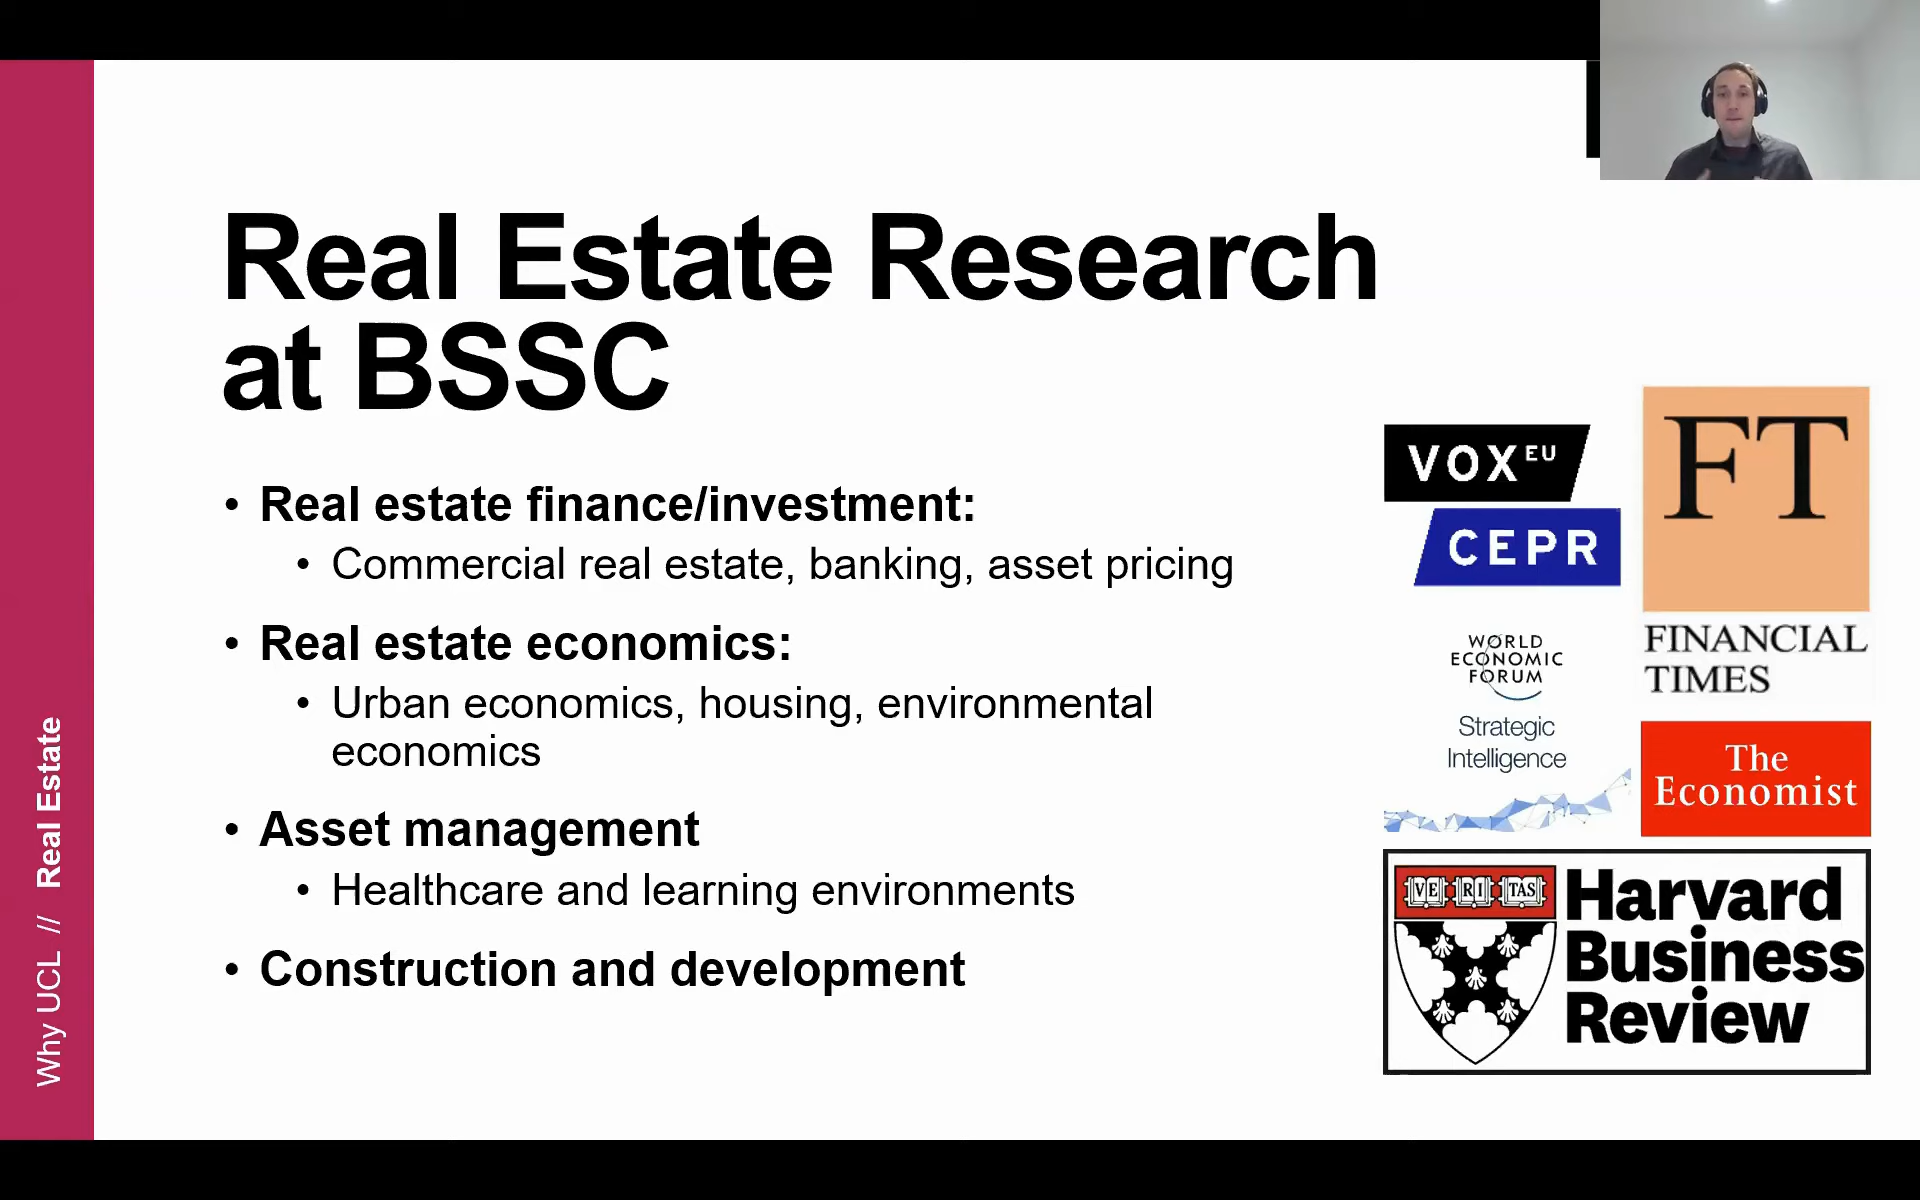 Real Estate Research
at BSSC
• Real estate finance/investment:
• Commercial real estate, banking, asset pricing
• Real estate economics:
• Urban economics, housing, environmental
economics
• Asset management
• Healthcare and learning environments
• Construction and development
Why UCL // Real Estate
VOX EU
CEPR
FT
FINANCIAL
TIMES
WORLD
ECONOMIC
FORUM
Strategic
Intelligence
The
Economist
VE RI TAS
Harvard
Business
Review